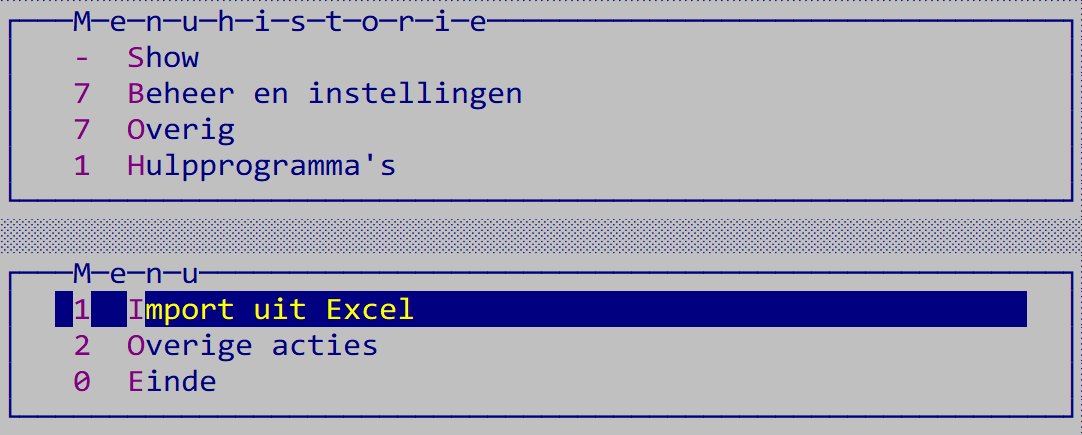 M-e-n-u-h-i-s-t-o-r-i-e
- Show
7 Beheer en instellingen
7 Overig
1 Hulpprogramma's
M-e-n-u
1 Import uit Excel
2 Overige acties
0 Einde